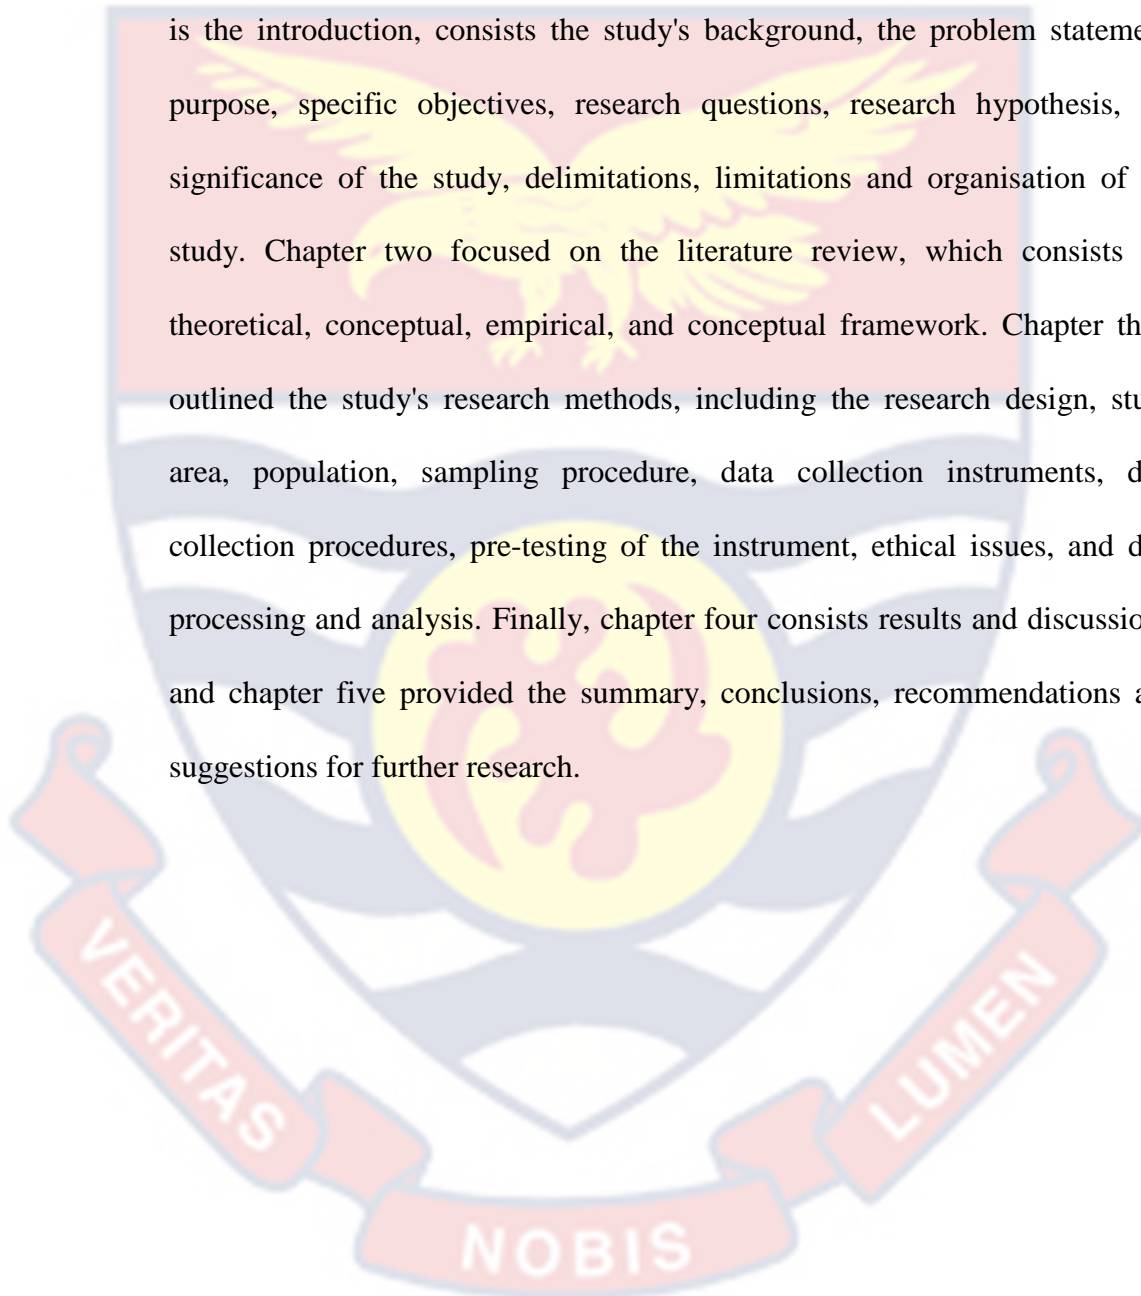 is the introduction, consists the study's background, the problem stateme
purpose, specific objectives, research questions, research hypothesis,
significance of the study, delimitations, limitations and organisation of
study. Chapter two focused on the literature review, which consists
theoretical, conceptual, empirical, and conceptual framework. Chapter th
outlined the study's research methods, including the research design, stu
area, population, sampling procedure, data collection instruments, d
collection procedures, pre-testing of the instrument, ethical issues, and d
processing and analysis. Finally, chapter four consists results and discussio
and chapter five provided the summary, conclusions, recommendations a
suggestions for further research.
VERITAS
NOBIS
LUMEN